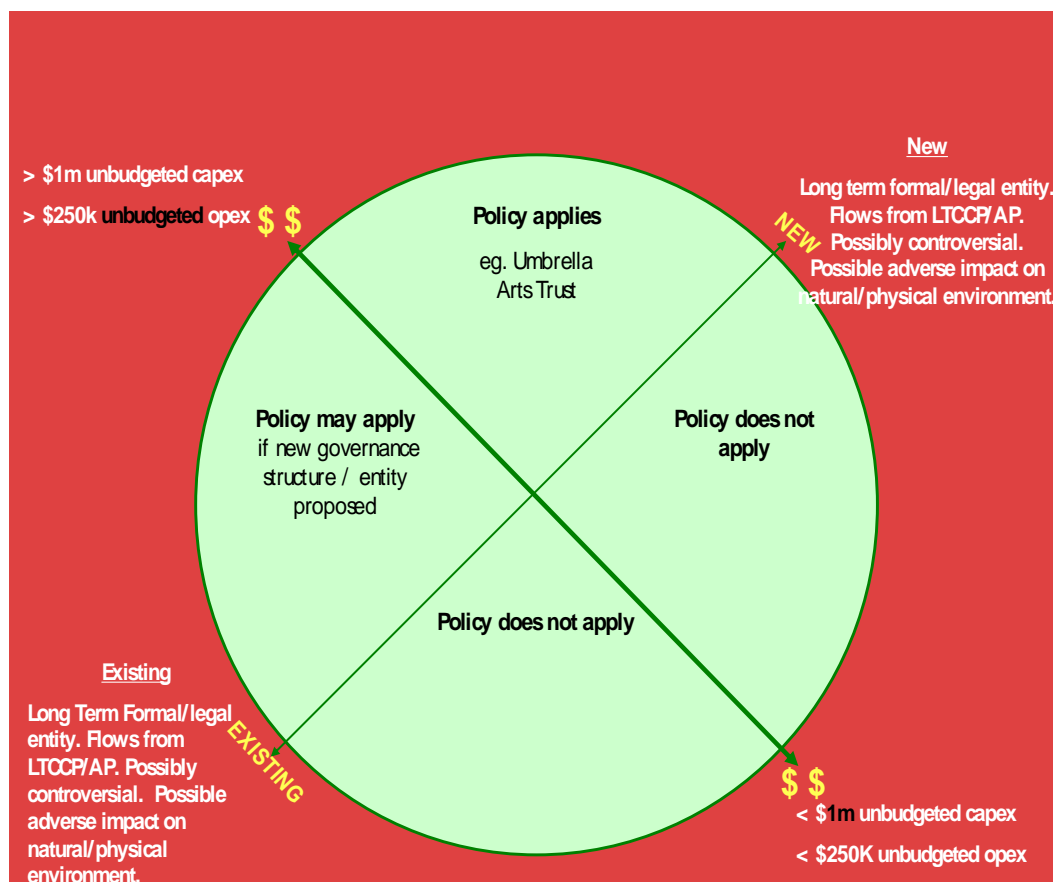 > $1m unbudgeted capex
> $250k unbudgeted opex
$ $
Policy applies
eg. Umbrella
Arts Trust
New
Long term formal/legal entity.
Flows from LTCCP/AP.
Possibly controversial.
Possible adverse impact on
natural/physical environment.
NEW
Policy may apply
if new governance
structure / entity
proposed
Policy does not
apply
Policy does not apply
Existing
Long Term Formal/legal
entity. Flows from
LTCCP/AP. Possibly
controversial. Possible
adverse impact on
natural/physical
environment.
EXISTING
$ $
< $1m unbudgeted capex
< $250K unbudgeted opex